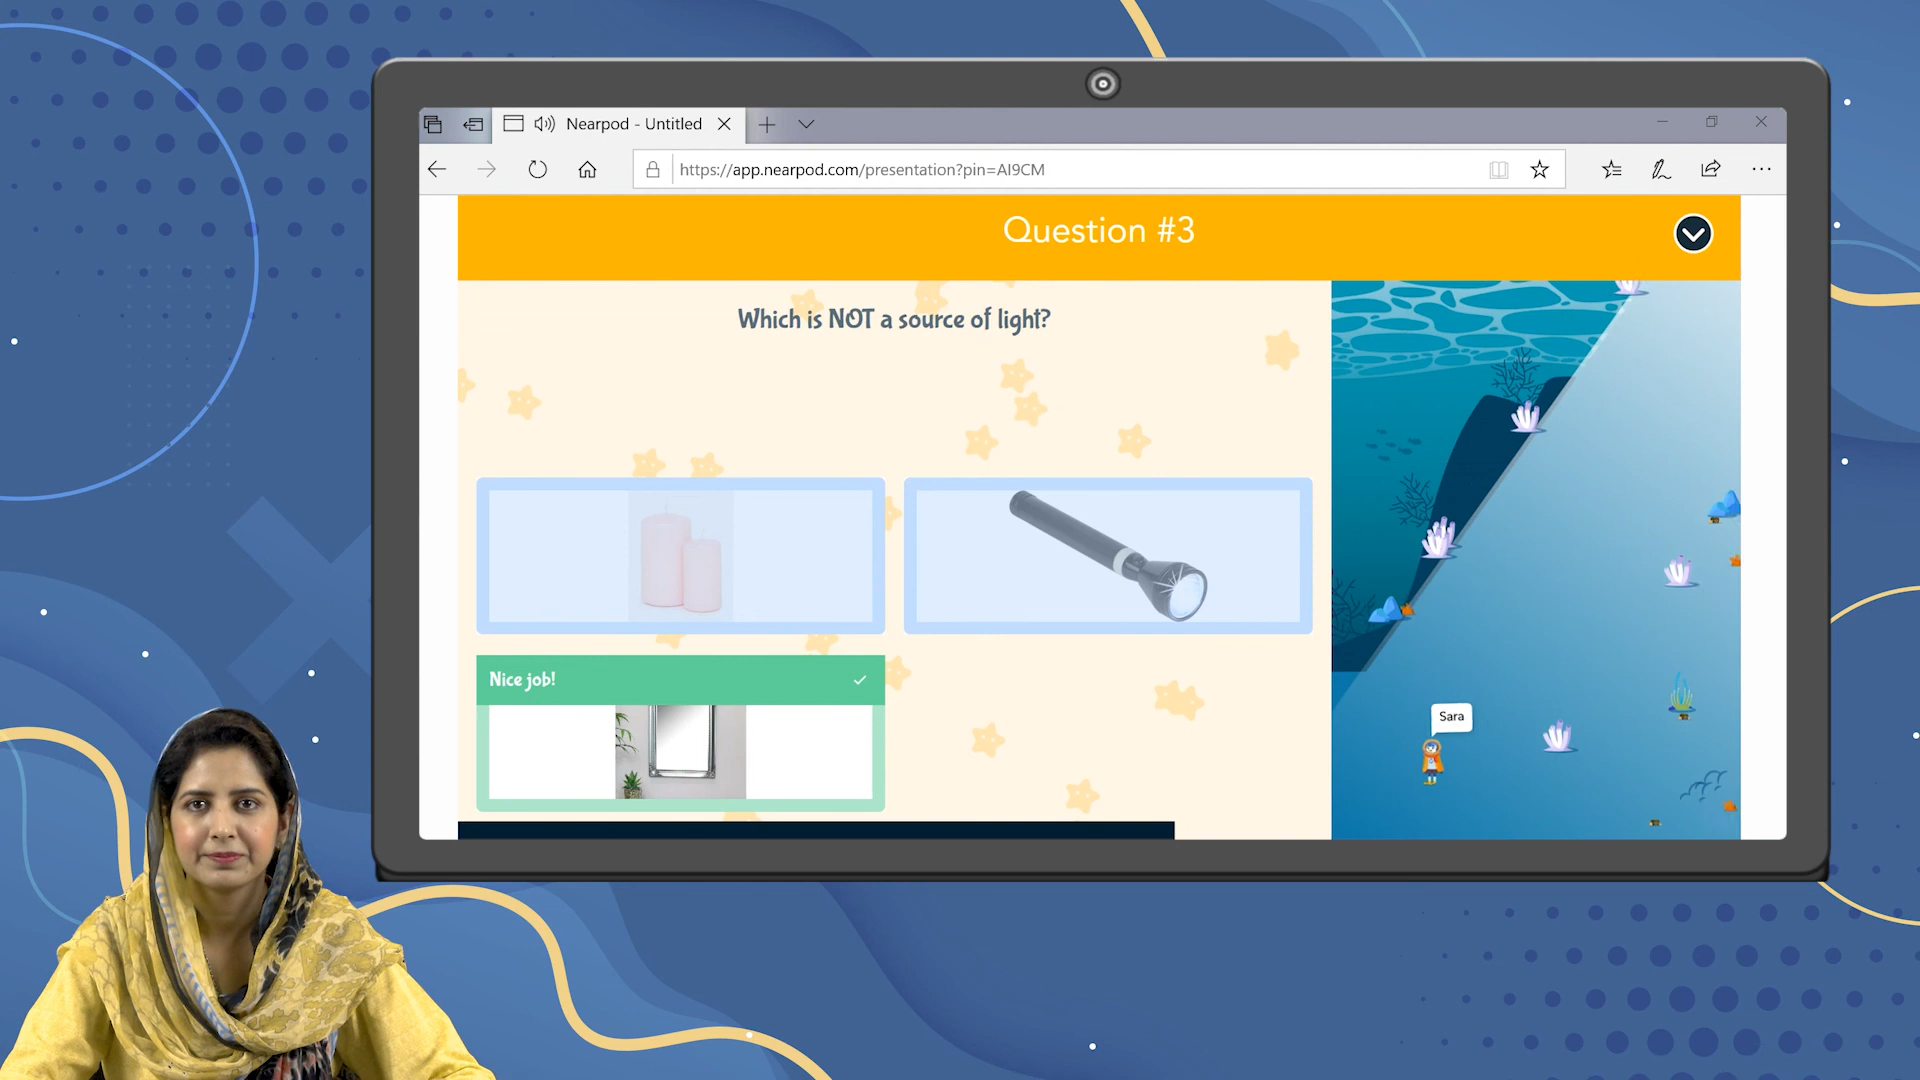 Nearpod - Untitled
https://app.nearpod.com/presentation?pin=AI9CM
Question #3
Which is NOT a source of light?
Nice job!
Sara